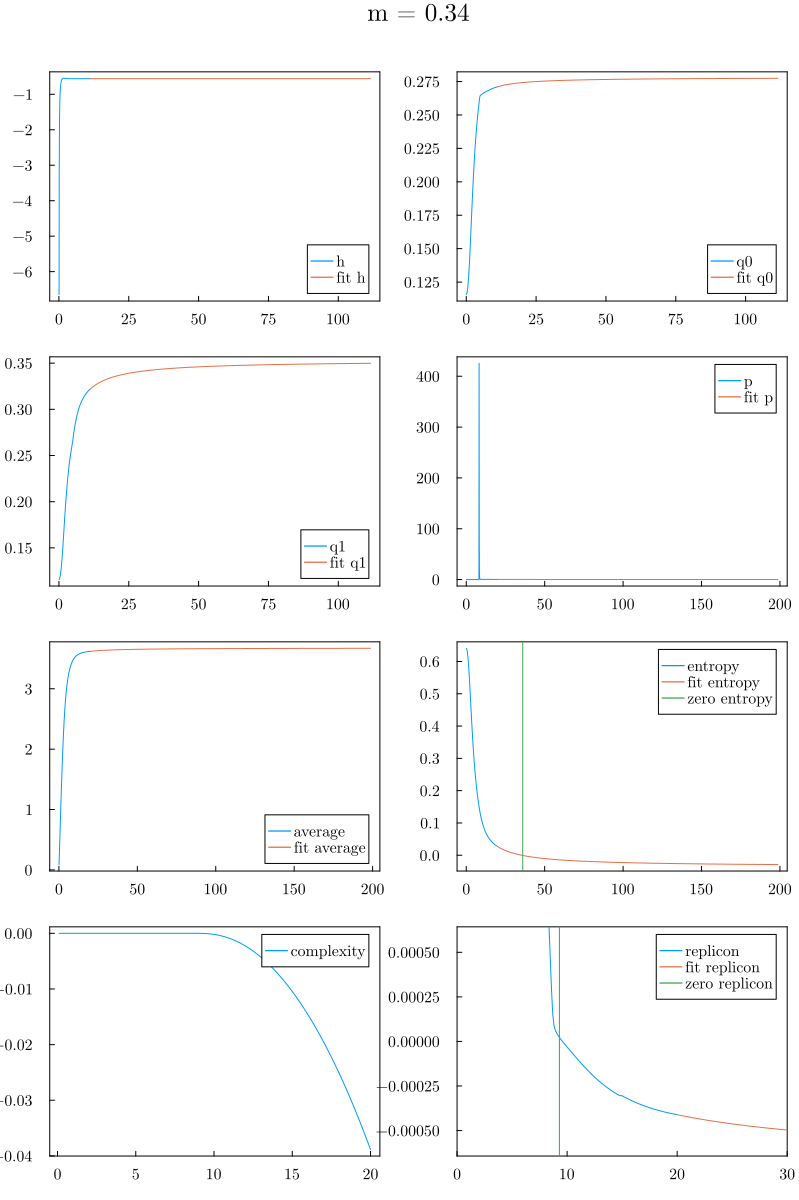 m = 0.34
−1
−2
−3
−4
−5
−6
0 25 50 75 100
h
fit h
0.275
0.250
0.225
0.200
0.175
0.150
0.125
0 25 50 75 100
q0
fit q0
0.35
0.30
0.25
0.20
0.15
0 25 50 75 100
q1
fit q1
400
300
200
100
0
0 50 100 150 200
p
fit p
3
2
1
0
0 50 100 150 200
average
fit average
0.6
0.5
0.4
0.3
0.2
0.1
0.0
0 50 100 150 200
entropy
fit entropy
zero entropy
0.00
−0.01
−0.02
−0.03
−0.04
0 5 10 15 20
complexity
0.00050
0.00025
0.00000
−0.00025
−0.00050
0 10 20 30
replicon
fit replicon
zero replicon